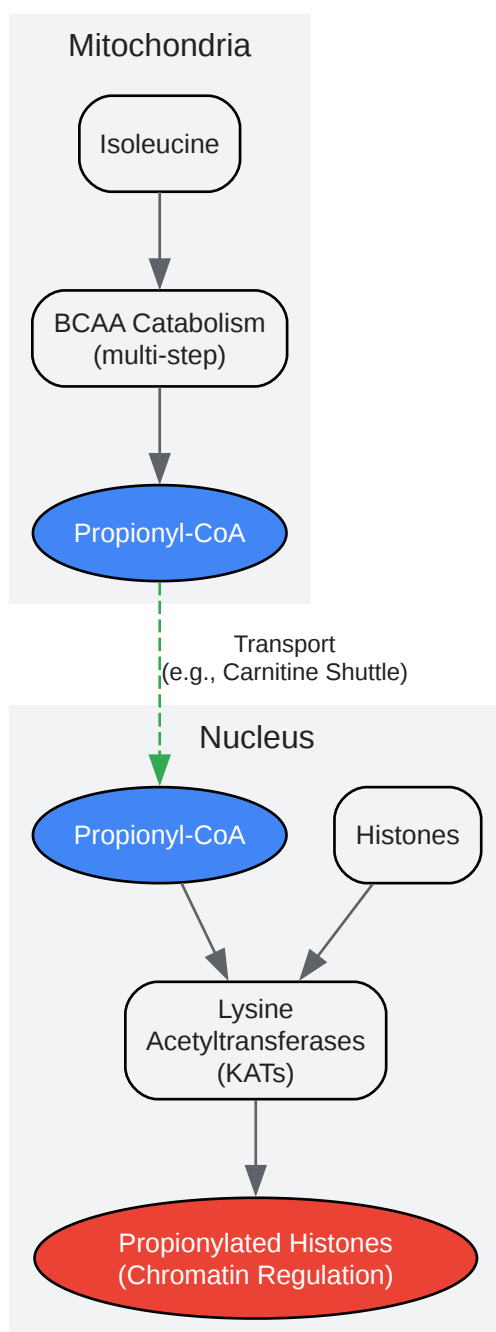 Mitochondria
Isoleucine
BCAA Catabolism
(multi-step)
Propionyl-CoA
Transport
(e.g., Carnitine Shuttle)
Nucleus
Propionyl-CoA
Histones
Lysine
Acetyltransferases
(KATs)
Propionylated Histones
(Chromatin Regulation)